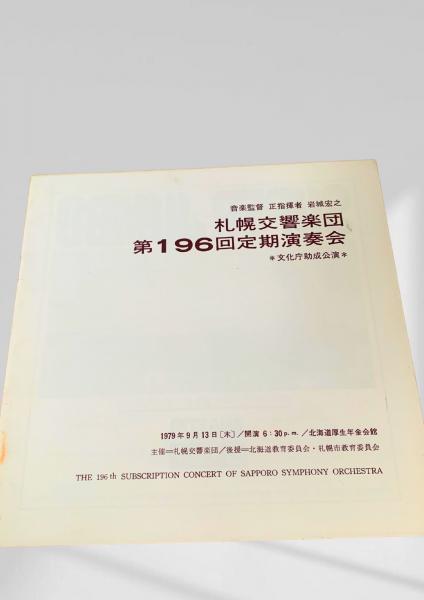 音楽監督 正指揮者 岩城宏之
札幌交響楽団
第196回定期演奏会
*文化庁助成公演*
1979年9月13日[木]/開演 6:30p.m./北海道厚生年金会館
主催=札幌交響楽団/後援=北海道教育委員会・札幌市教育委員会
THE 196th SUBSCRIPTION CONCERT OF SAPPORO SYMPHONY ORCHESTRA